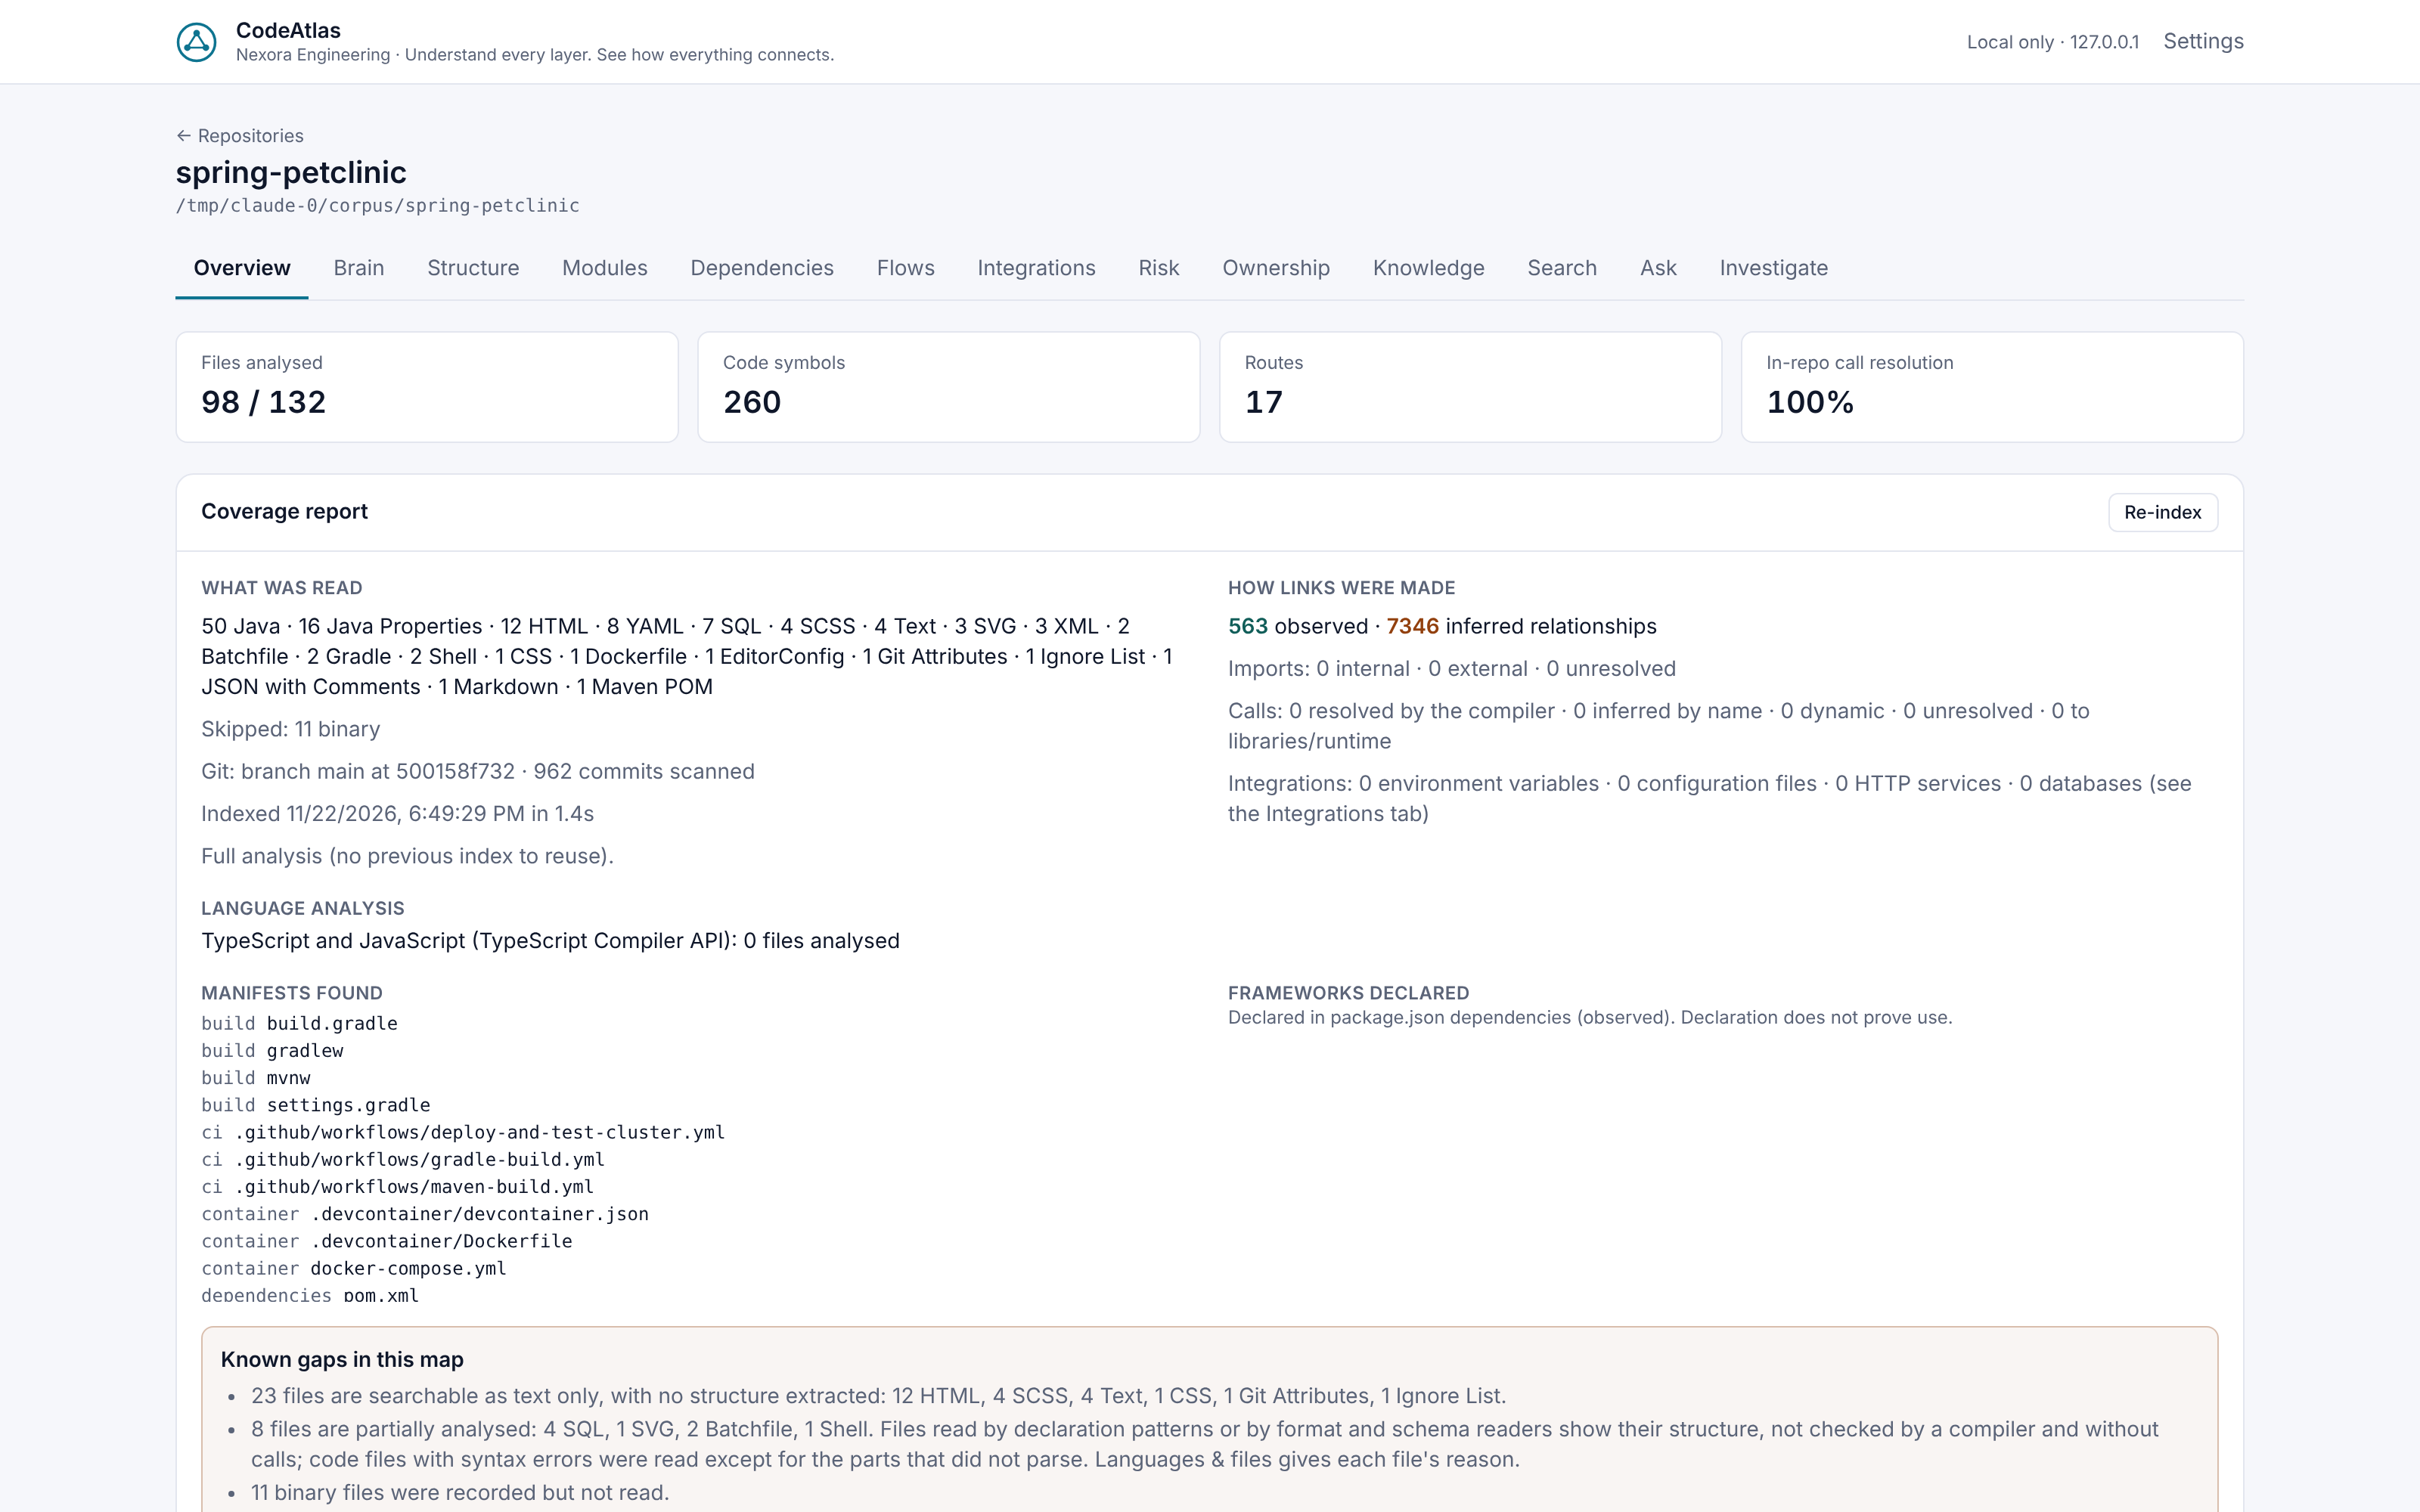 CodeAtlas
Nexora Engineering · Understand every layer. See how everything connects.
Local only · 127.0.0.1 Settings
← Repositories
spring-petclinic
/tmp/claude-0/corpus/spring-petclinic
Overview Brain Structure Modules Dependencies Flows Integrations Risk Ownership Knowledge Search Ask Investigate
Files analysed
98 / 132
Code symbols
260
Routes
17
In-repo call resolution
100%
Coverage report
Re-index
WHAT WAS READ
50 Java · 16 Java Properties · 12 HTML · 8 YAML · 7 SQL · 4 SCSS · 4 Text · 3 SVG · 3 XML · 2
Batchfile · 2 Gradle · 2 Shell · 1 CSS · 1 Dockerfile · 1 EditorConfig · 1 Git Attributes · 1 Ignore List · 1
JSON with Comments · 1 Markdown · 1 Maven POM
Skipped: 11 binary
Git: branch main at 500158f732 · 962 commits scanned
Indexed 11/22/2026, 6:49:29 PM in 1.4s
Full analysis (no previous index to reuse).
HOW LINKS WERE MADE
563 observed · 7346 inferred relationships
Imports: 0 internal · 0 external · 0 unresolved
Calls: 0 resolved by the compiler · 0 inferred by name · 0 dynamic · 0 unresolved · 0 to
libraries/runtime
Integrations: 0 environment variables · 0 configuration files · 0 HTTP services · 0 databases (see
the Integrations tab)
LANGUAGE ANALYSIS
TypeScript and JavaScript (TypeScript Compiler API): 0 files analysed
MANIFESTS FOUND
build build.gradle
build gradlew
build mvnw
build settings.gradle
ci .github/workflows/deploy-and-test-cluster.yml
ci .github/workflows/gradle-build.yml
ci .github/workflows/maven-build.yml
container .devcontainer/devcontainer.json
container .devcontainer/Dockerfile
container docker-compose.yml
dependencies pom.xml
FRAMEWORKS DECLARED
Declared in package.json dependencies (observed). Declaration does not prove use.
Known gaps in this map
• 23 files are searchable as text only, with no structure extracted: 12 HTML, 4 SCSS, 4 Text, 1 CSS, 1 Git Attributes, 1 Ignore List.
• 8 files are partially analysed: 4 SQL, 1 SVG, 2 Batchfile, 1 Shell. Files read by declaration patterns or by format and schema readers show their structure, not checked by a compiler and without
calls; code files with syntax errors were read except for the parts that did not parse. Languages & files gives each file's reason.
• 11 binary files were recorded but not read.